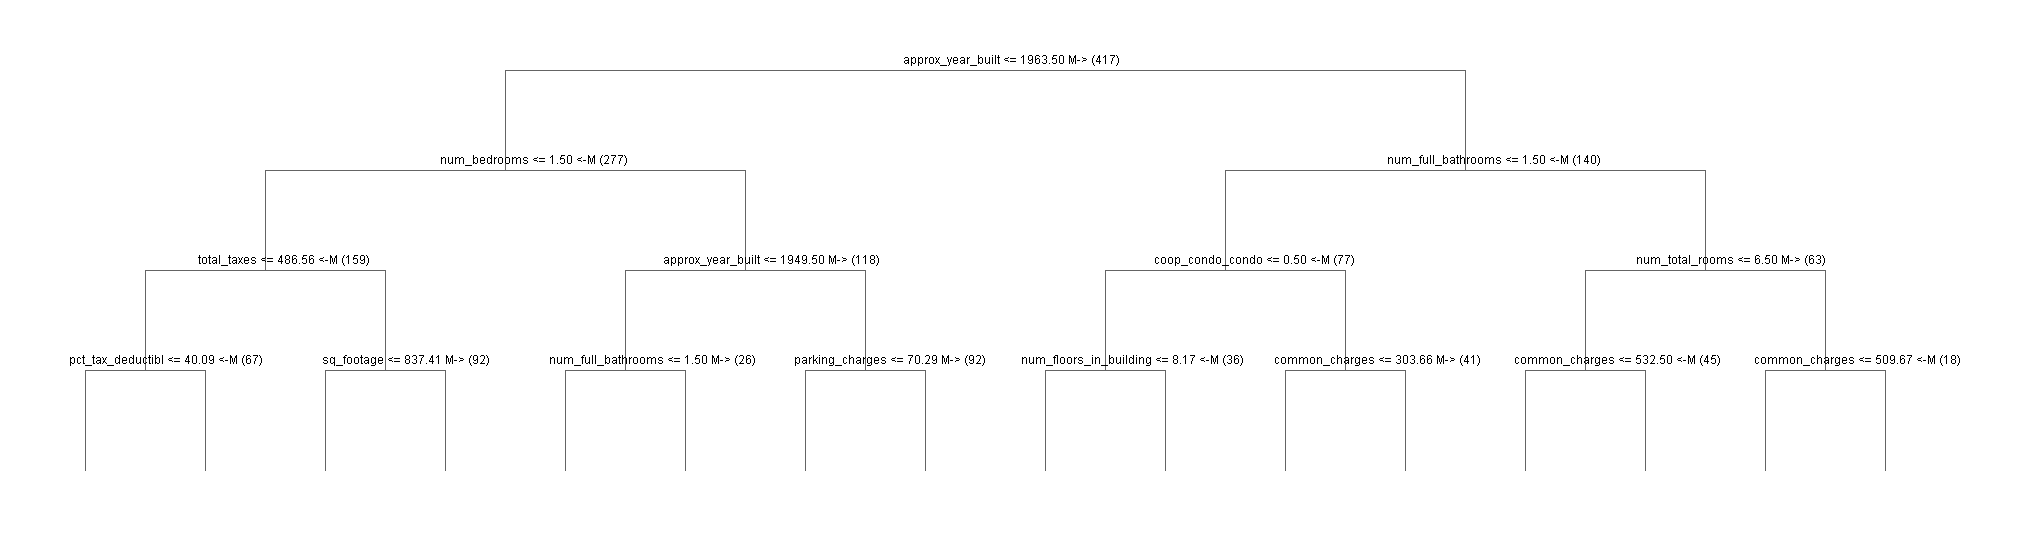 approx_year_built <= 1963.50 M-> (417)
num_bedrooms <= 1.50 <-M (277)
num_full_bathrooms <= 1.50 <-M (140)
total_taxes <= 486.56 <-M (159)
approx_year_built <= 1949.50 M-> (118)
coop_condo_condo <= 0.50 <-M (77)
num_total_rooms <= 6.50 M-> (63)
pct_tax_deductibl <= 40.09 <-M (67)
sq_footage <= 837.41 M-> (92)
num_full_bathrooms <= 1.50 M-> (26)
parking_charges <= 70.29 M-> (92)
num_floors_in_building <= 8.17 <-M (36)
common_charges <= 303.66 M-> (41)
common_charges <= 532.50 <-M (45)
common_charges <= 509.67 <-M (18)